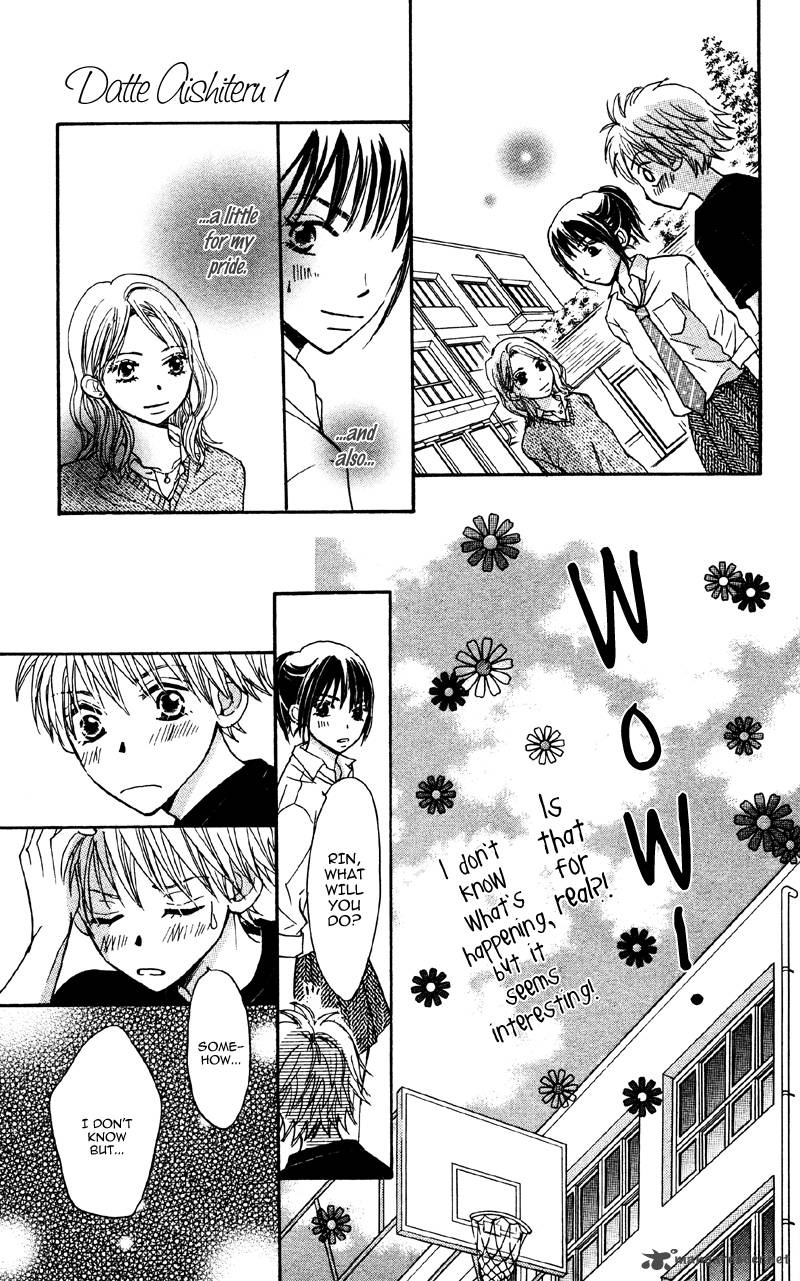 Datte Aishiteru 1
...and
also...
...a little
for my
pride.
WOW!
Is
that
for
real?!
I don't
know
what's
happening,
but it
seems
interesting!
RIN,
WHAT
WILL
YOU
DO?
SOME-
HOW...
I DON'T
KNOW
BUT...